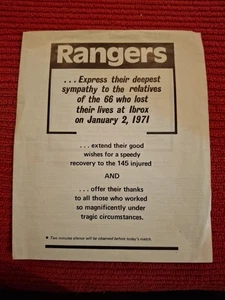 Rangers
. . . Express their deepest
sympathy to the relatives
of the 66 who lost
their lives at Ibrox
on January 2, 1971
. . . extend their good
wishes for a speedy
recovery to the 145 injured
AND
. . . offer their thanks
to all those who worked
so magnificently under
tragic circumstances.
• Two minutes silence will be observed before today's match.